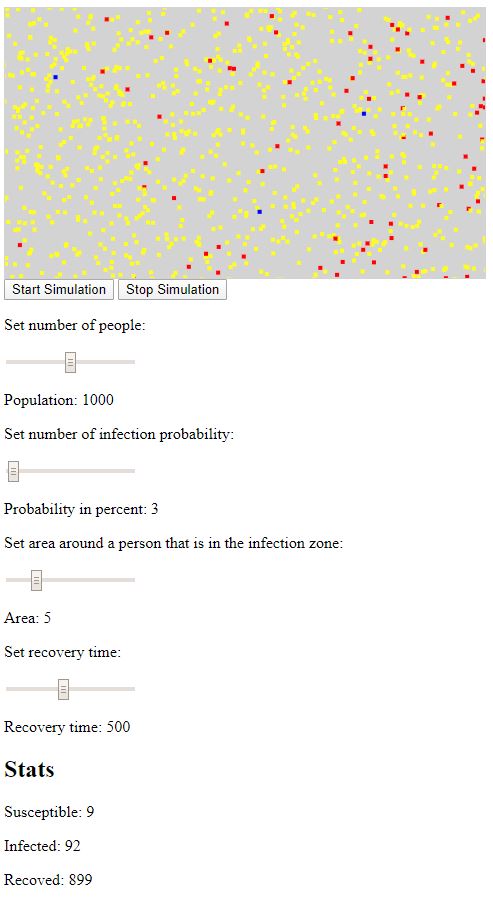 Start Simulation Stop Simulation
Set number of people:
Population: 1000
Set number of infection probability:
Probability in percent: 3
Set area around a person that is in the infection zone:
Area: 5
Set recovery time:
Recovery time: 500
Stats
Susceptible: 9
Infected: 92
Recoved: 899